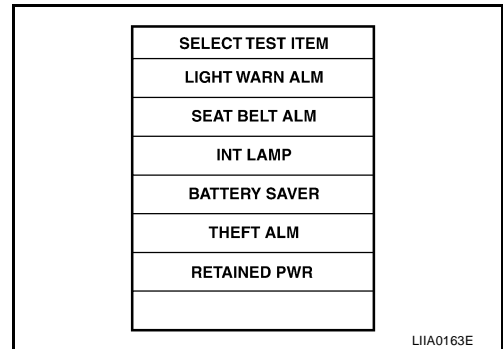 SELECT TEST ITEM
LIGHT WARN ALM
SEAT BELT ALM
INT LAMP
BATTERY SAVER
THEFT ALM
RETAINED PWR
LIIA0163E